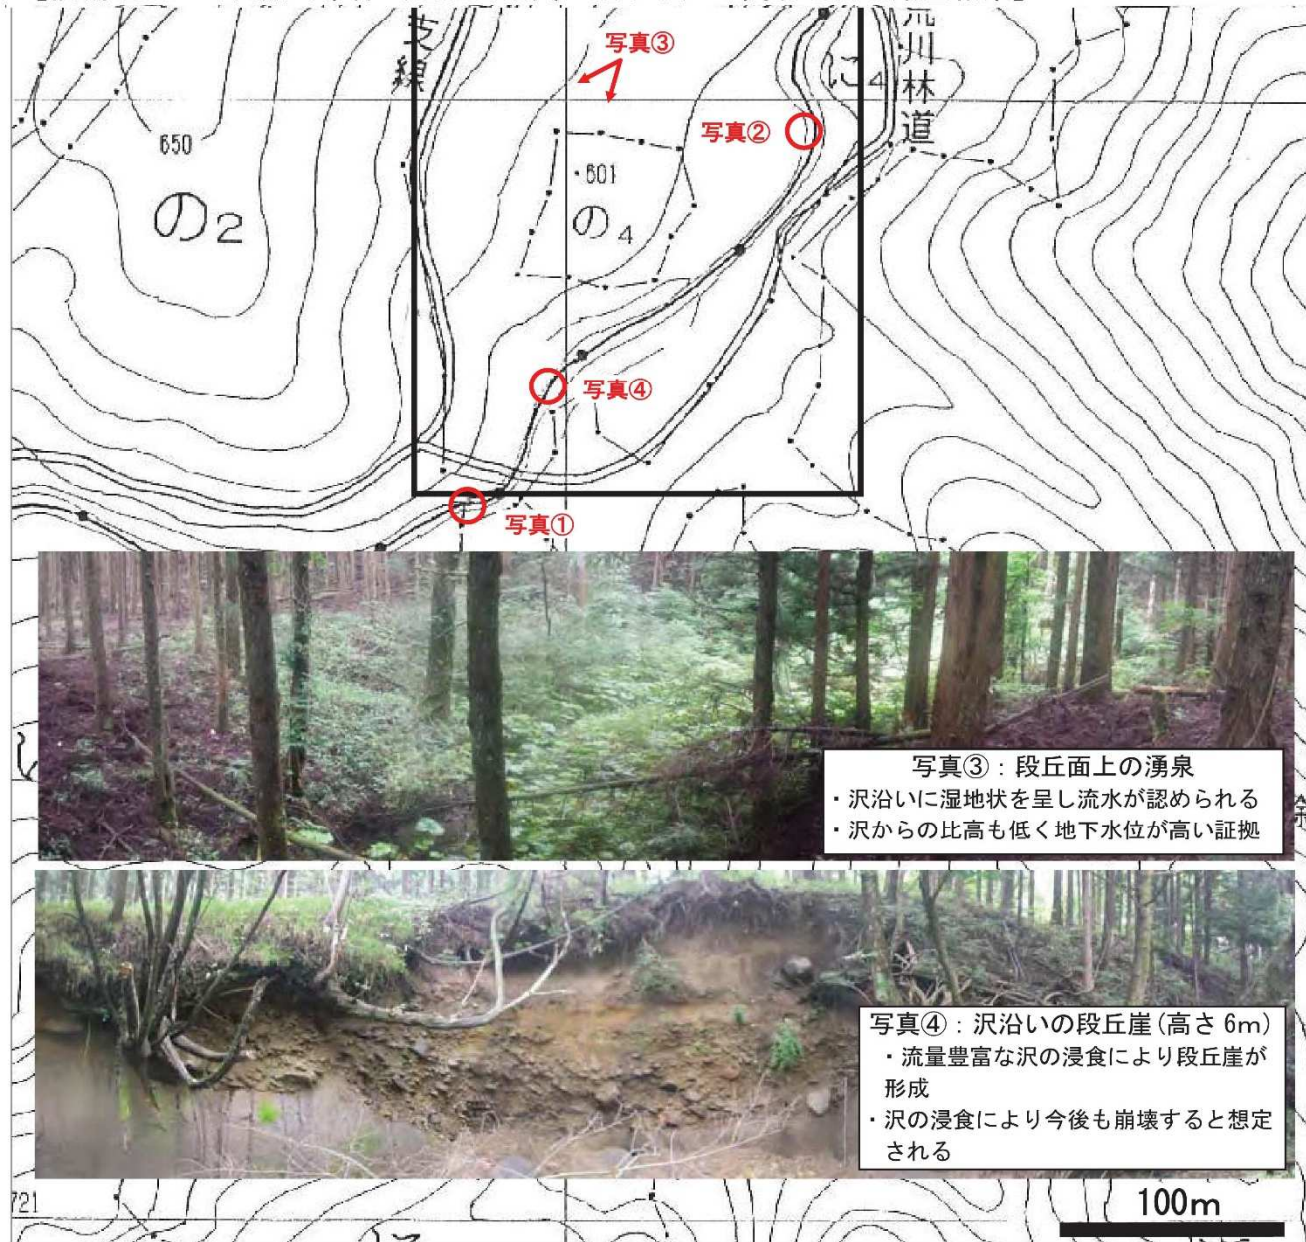 支線
写真③
に4
荒川林道
写真②
650
・601
の2
の4
写真④
写真①
写真③：段丘面上の湧泉
・沢沿いに湿地状を呈し流水が認められる
・沢からの比高も低く地下水位が高い証拠
写真④：沢沿いの段丘崖(高さ 6m)
・流量豊富な沢の浸食により段丘崖が
形成
・沢の浸食により今後も崩壊すると想定
される
721
100m